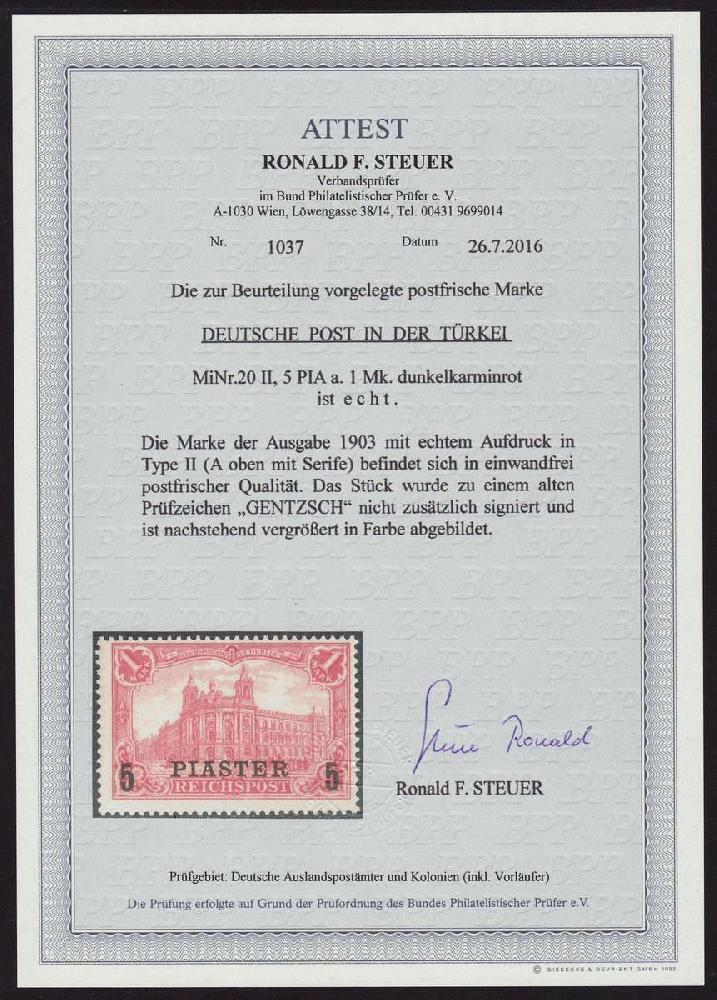 ATTEST
RONALD F. STEUER
Verbandsprüfer
im Bund Philatelistischer Prüfer e. V.
A-1030 Wien, Löwengasse 38/14, Tel. 00431 9699014
Nr. 1037 Datum 26.7.2016
Die zur Beurteilung vorgelegte postfrische Marke
DEUTSCHE POST IN DER TÜRKEI
MiNr.20 II, 5 PIA a. 1 Mk. dunkelkarminrot
ist echt.
Die Marke der Ausgabe 1903 mit echtem Aufdruck in
Type II (A oben mit Serife) befindet sich in einwandfrei
postfrischer Qualität. Das Stück wurde zu einem alten
Prüfzeichen „GENTZSCH“ nicht zusätzlich signiert und
ist nachstehend vergrößert in Farbe abgebildet.
1 1
5 PIASTER 5
REICHSPOST
Ronald
Ronald F. STEUER
Prüfgebiet: Deutsche Auslandspostämter und Kolonien (inkl. Vorläufer)
Die Prüfung erfolgte auf Grund der Prüfordnung des Bundes Philatelistischer Prüfer e.V.